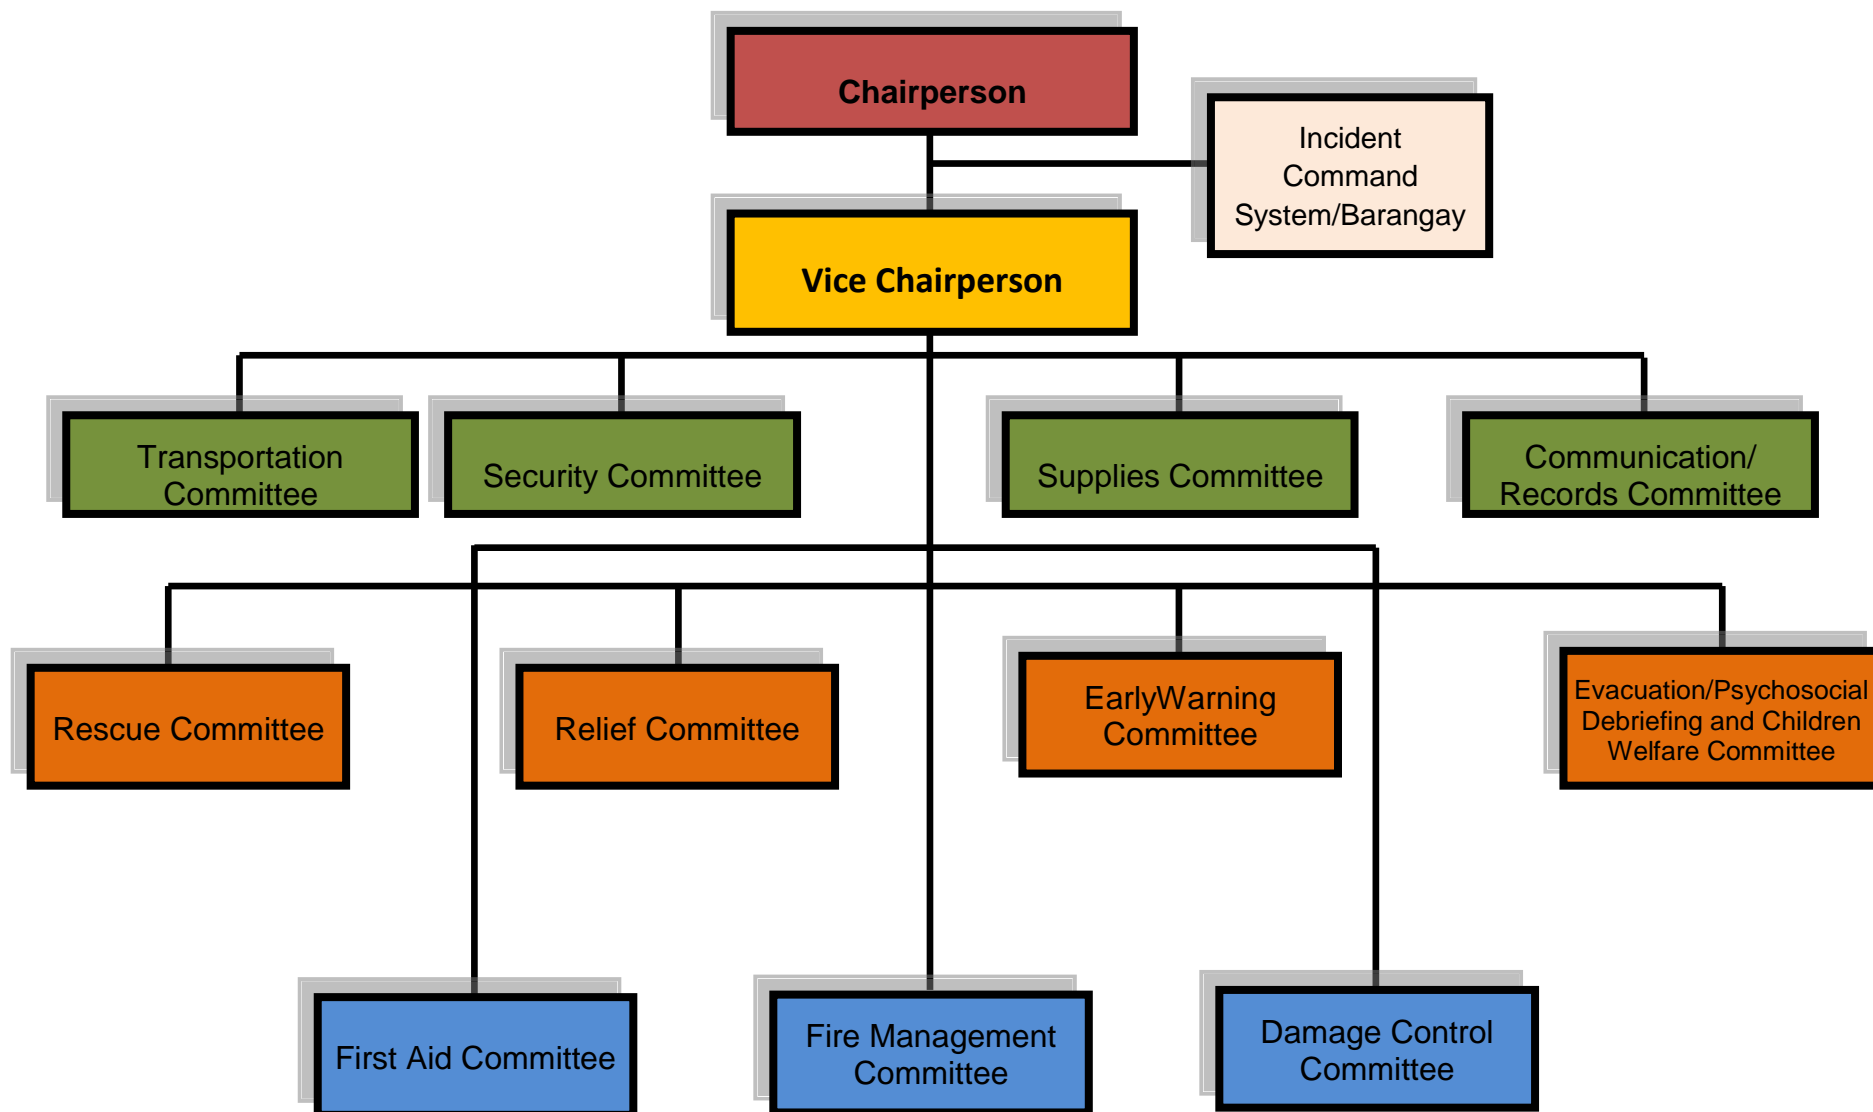 Chairperson
Incident
Command
System/Barangay
Vice Chairperson
Transportation
Committee
Security Committee
Supplies Committee
Communication/
Records Committee
Rescue Committee
Relief Committee
EarlyWarning
Committee
Evacuation/Psychosocial
Debriefing and Children
Welfare Committee
First Aid Committee
Fire Management
Committee
Damage Control
Committee